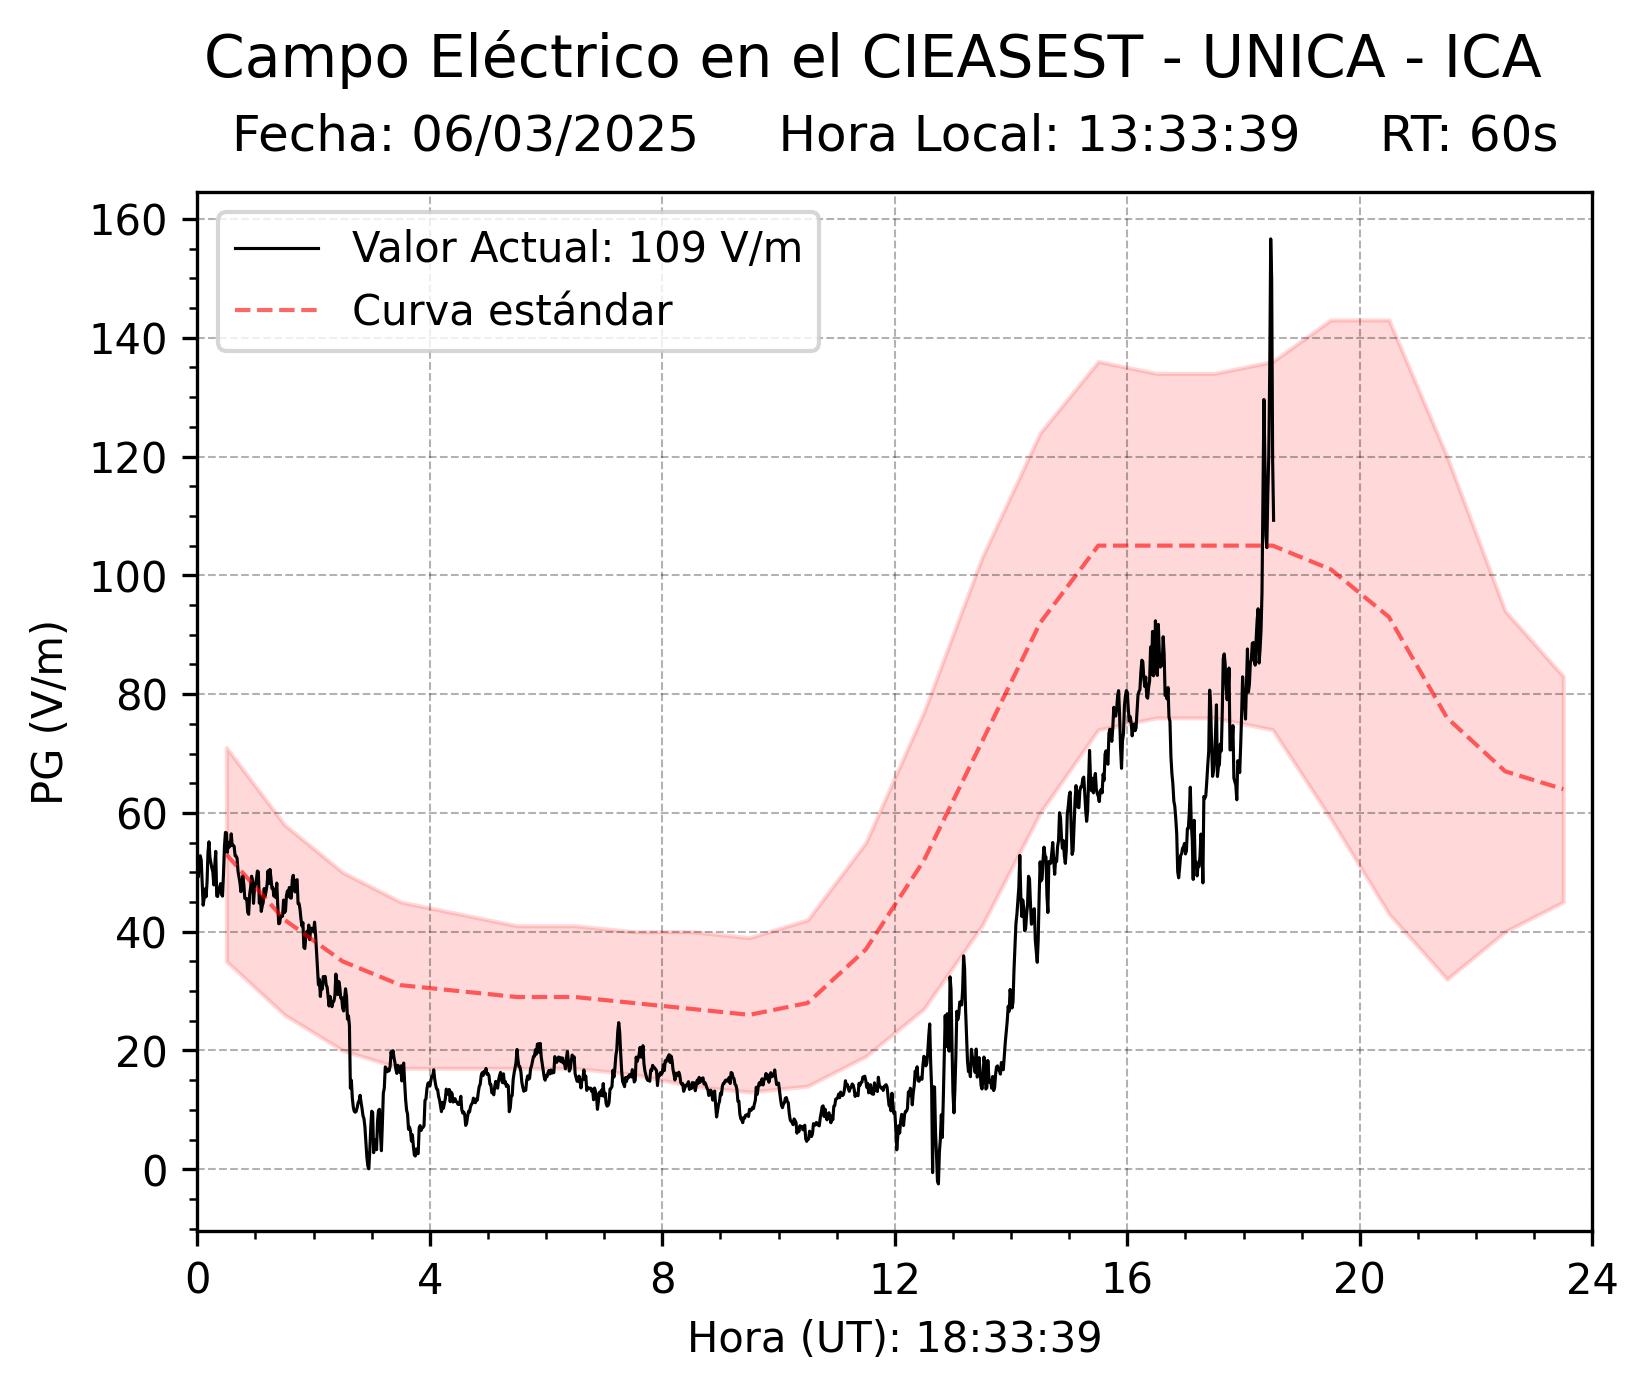 Campo Eléctrico en el CIEASEST - UNICA - ICA
Fecha: 06/03/2025 Hora Local: 13:33:39 RT: 60s
Valor Actual: 109 V/m
Curva estándar
160
140
120
100
80
60
40
20
0
PG (V/m)
0 4 8 12 16 20 24
Hora (UT): 18:33:39